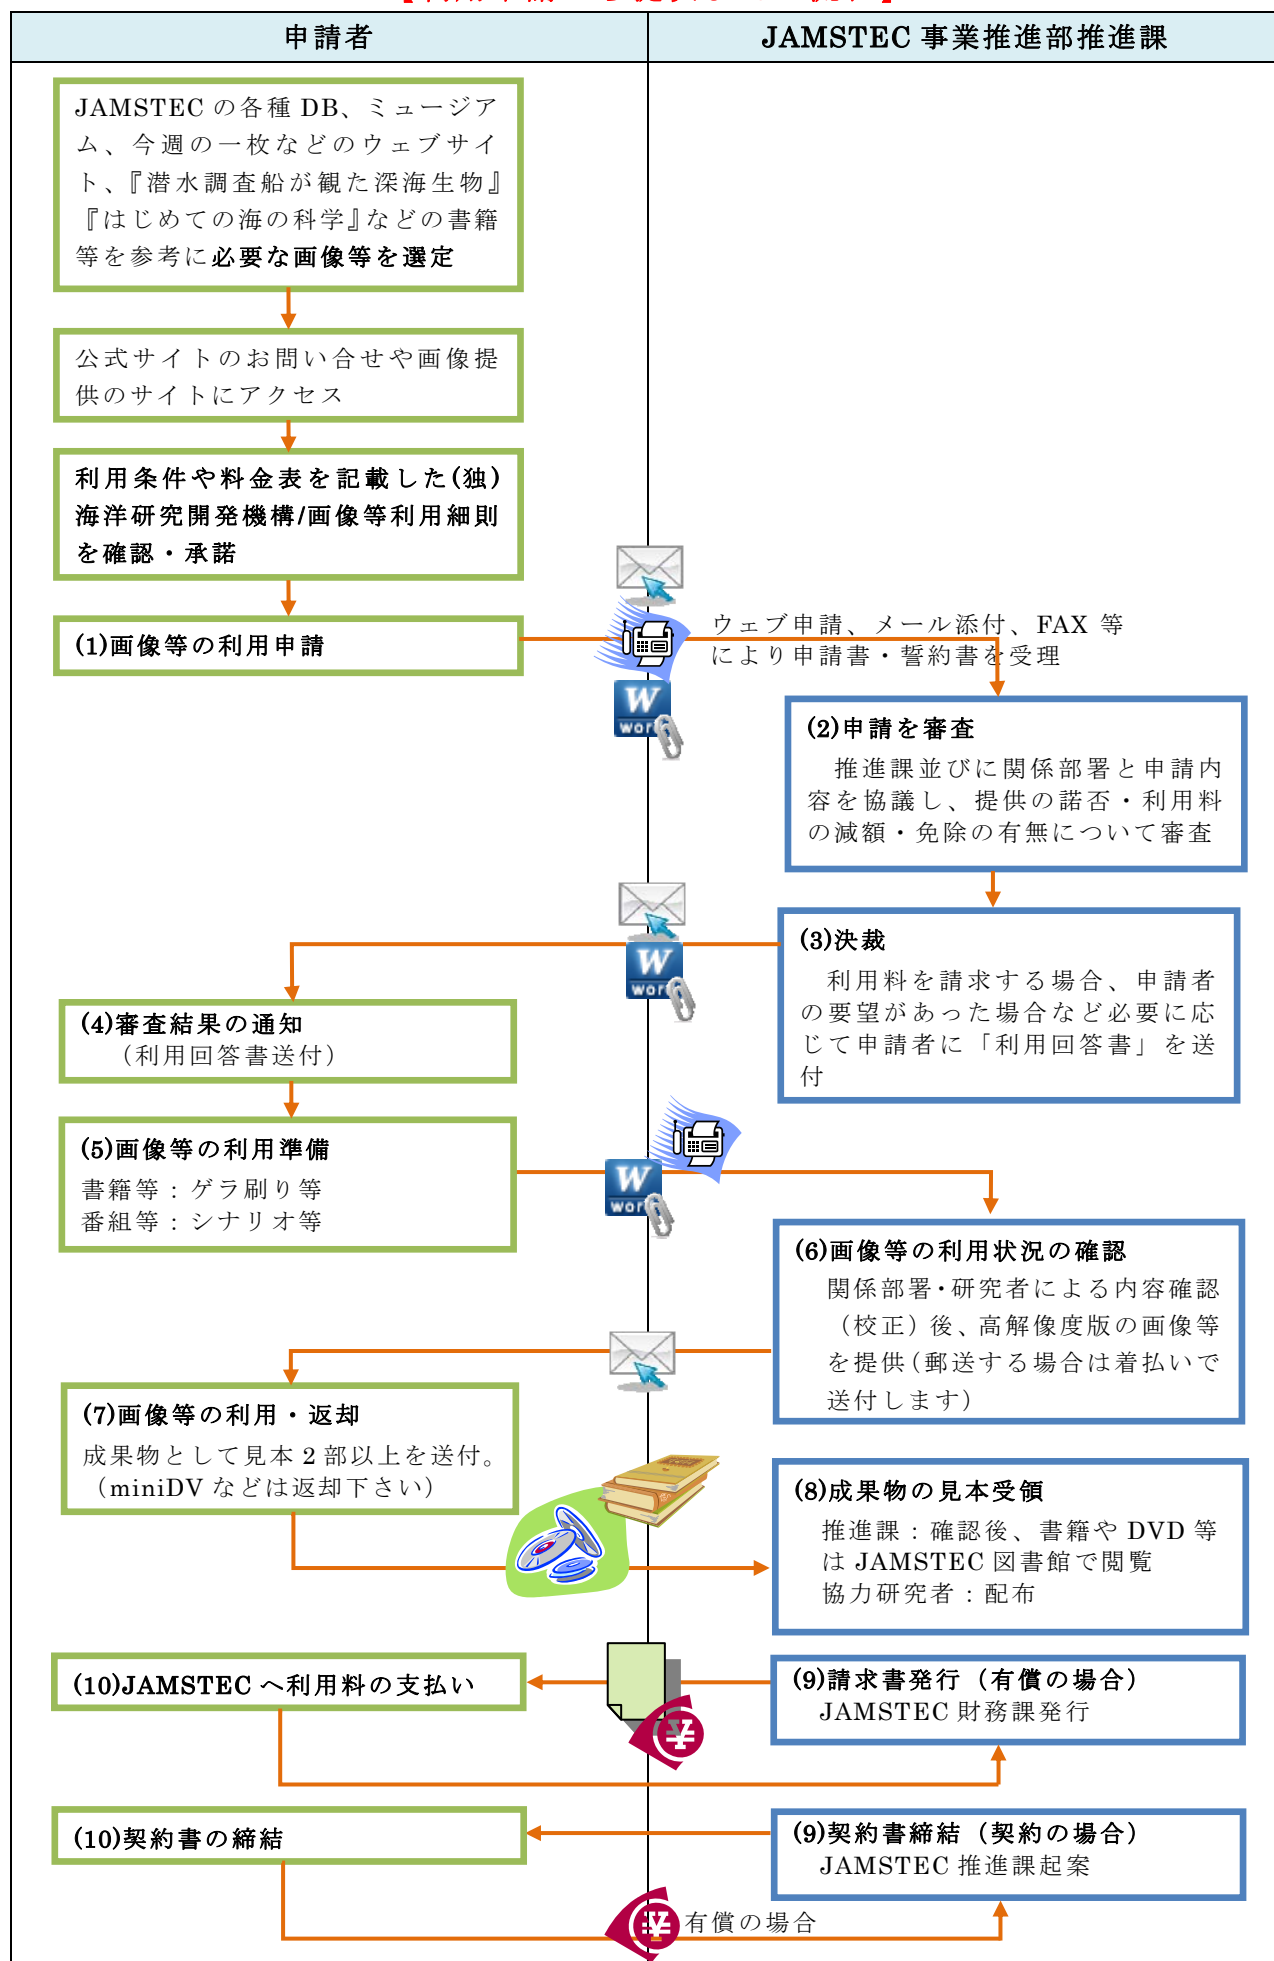 申請者
JAMSTEC 事業推進部推進課
JAMSTEC の各種 DB、ミュージア
ム、今週の一枚などのウェブサイ
ト、『潜水調査船が観た深海生物』
『はじめての海の科学』などの書籍
等を参考に必要な画像等を選定
公式サイトのお問い合せや画像提
供のサイトにアクセス
利用条件や料金表を記載した(独)
海洋研究開発機構/画像等利用細則
を確認・承諾
(1)画像等の利用申請
ウェブ申請、メール添付、FAX 等
により申請書・誓約書を受理
W
wor
(2)申請を審査
推進課並びに関係部署と申請内
容を協議し、提供の諾否・利用料
の減額・免除の有無について審査
(3)決裁
利用料を請求する場合、申請者
の要望があった場合など必要に応
じて申請者に「利用回答書」を送
付
W
wor
(4)審査結果の通知
（利用回答書送付）
(5)画像等の利用準備
書籍等：ゲラ刷り等
番組等：シナリオ等
W
wor
(6)画像等の利用状況の確認
関係部署・研究者による内容確認
（校正）後、高解像度版の画像等
を提供（郵送する場合は着払いで
送付します）
(7)画像等の利用・返却
成果物として見本 2 部以上を送付。
（miniDV などは返却下さい）
(8)成果物の見本受領
推進課：確認後、書籍や DVD 等
は JAMSTEC 図書館で閲覧
協力研究者：配布
(9)請求書発行（有償の場合）
JAMSTEC 財務課発行
(10)JAMSTEC へ利用料の支払い
¥
(9)契約書締結（契約の場合）
JAMSTEC 推進課起案
(10)契約書の締結
¥
有償の場合